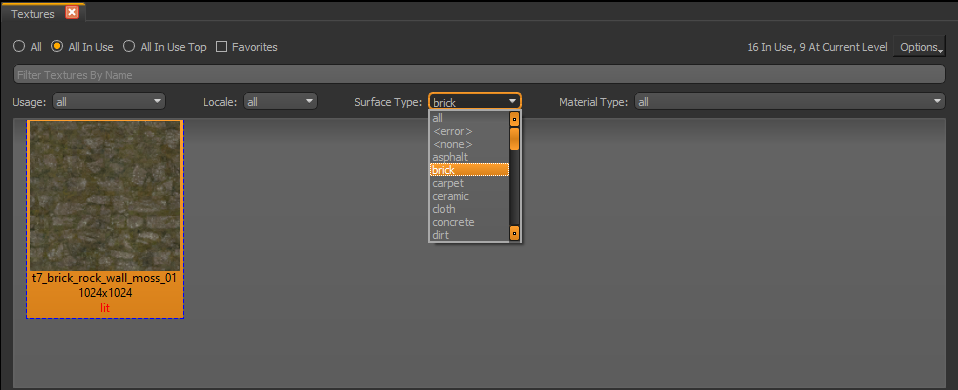 Textures
All All In Use All In Use Top Favorites 16 In Use, 9 At Current Level Options
Filter Textures By Name
Usage: all Locale: all Surface Type: brick Material Type: all
all
<error>
<none>
asphalt
brick
carpet
ceramic
cloth
concrete
dirt
t7_brick_rock_wall_moss_01
1024x1024
lit